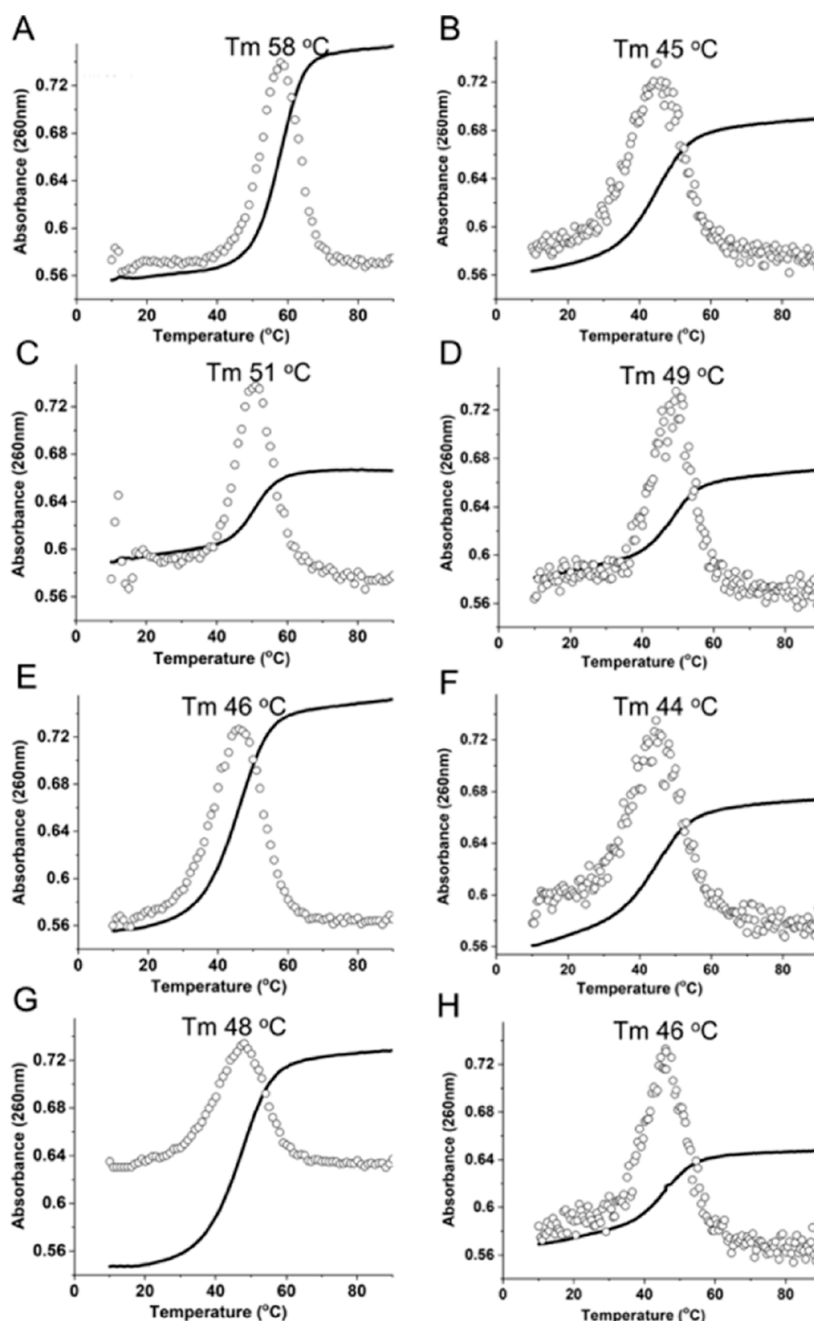 A
Tm 58 °C
Absorbance (260nm)
0.72
0.68
0.64
0.6
0.56
0 20 40 60 80
Temperature (°C)
B
Tm 45 °C
Absorbance (260nm)
0.72
0.68
0.64
0.6
0.56
0 20 40 60 80
Temperature (°C)
C
Tm 51 °C
Absorbance (260nm)
0.72
0.68
0.64
0.6
0.56
0 20 40 60 80
Temperature (°C)
D
Tm 49 °C
Absorbance (260nm)
0.72
0.68
0.64
0.6
0.56
0 20 40 60 80
Temperature (°C)
E
Tm 46 °C
Absorbance (260nm)
0.72
0.68
0.64
0.6
0.56
0 20 40 60 80
Temperature (°C)
F
Tm 44 °C
Absorbance (260nm)
0.72
0.68
0.64
0.6
0.56
0 20 40 60 80
Temperature (°C)
G
Tm 48 °C
Absorbance (260nm)
0.72
0.68
0.64
0.6
0.56
0 20 40 60 80
Temperature (°C)
H
Tm 46 °C
Absorbance (260nm)
0.72
0.68
0.64
0.6
0.56
0 20 40 60 80
Temperature (°C)